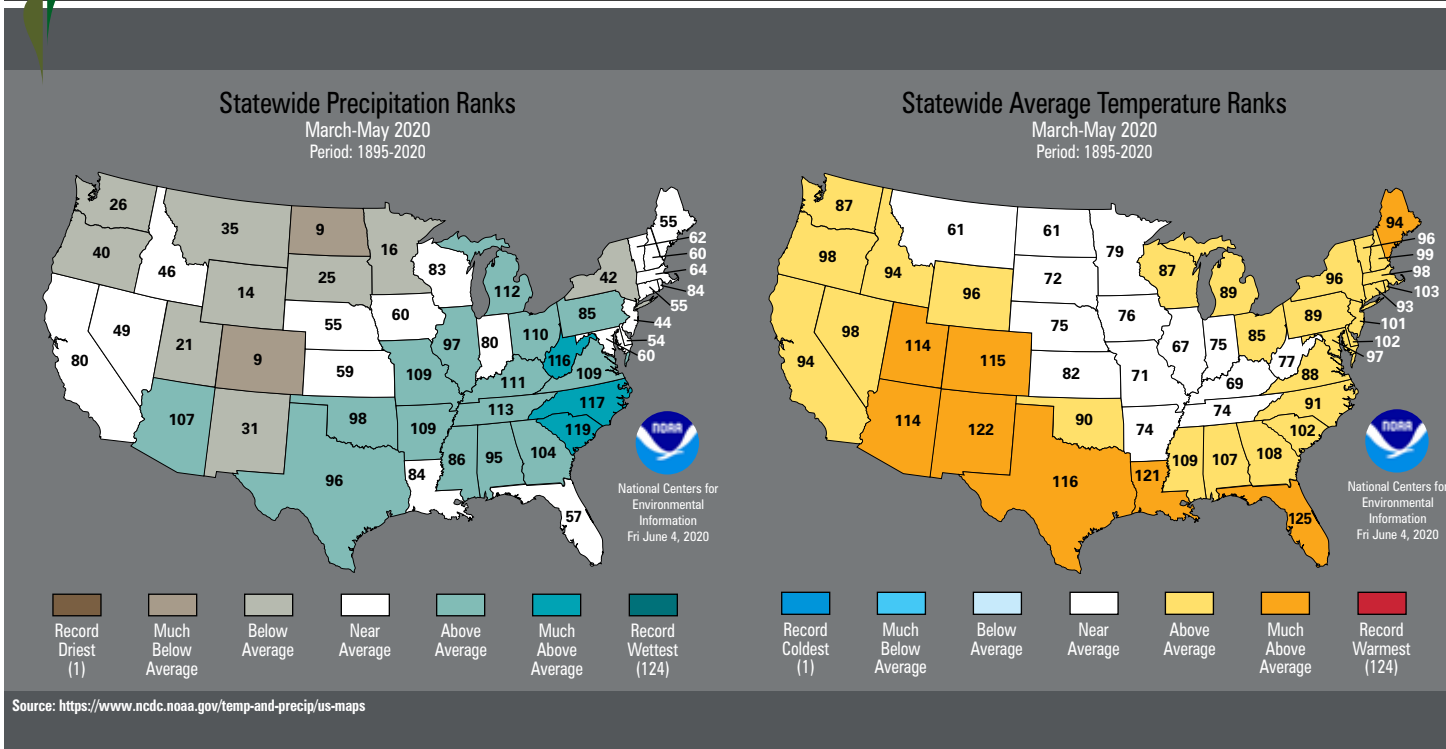 Statewide Precipitation Ranks
March-May 2020
Period: 1895-2020
26
35
9
16
55
40
46
14
25
83
112
42
62
60
64
84
55
44
54
60
49
21
55
60
97
80
110
85
80
9
59
109
116
109
111
107
31
98
109
113
117
119
96
84
86
95
104
57
NOAA
National Centers for
Environmental
Information
Fri June 4, 2020
Record
Driest
(1)
Much
Below
Average
Below
Average
Near
Average
Above
Average
Much
Above
Average
Record
Wettest
(124)
Statewide Average Temperature Ranks
March-May 2020
Period: 1895-2020
87
61
61
79
94
98
94
96
72
87
89
96
96
99
98
103
93
101
102
97
94
98
114
115
75
76
67
75
85
89
82
71
77
88
69
114
122
90
74
74
91
102
116
121
109
107
108
125
NOAA
National Centers for
Environmental
Information
Fri June 4, 2020
Record
Coldest
(1)
Much
Below
Average
Below
Average
Near
Average
Above
Average
Much
Above
Average
Record
Warmest
(124)
Source: https://www.ncdc.noaa.gov/temp-and-precip/us-maps